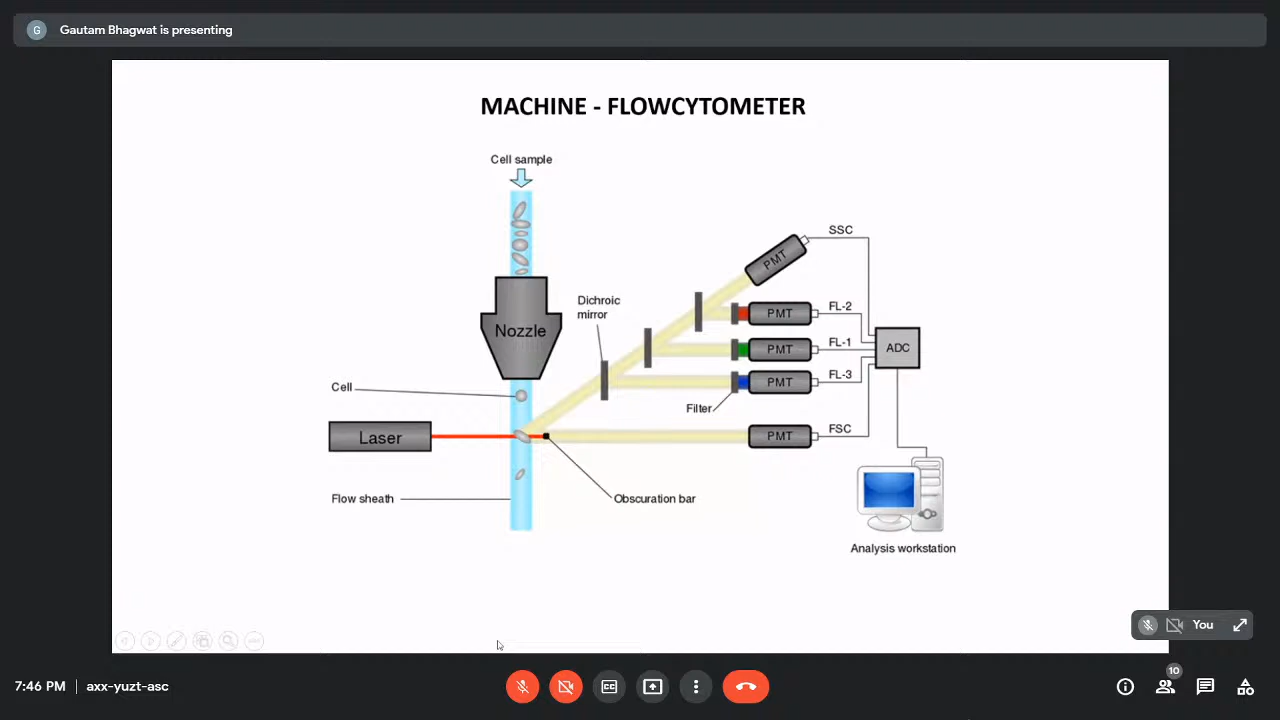 G Gautam Bhagwat is presenting
MACHINE - FLOWCYTOMETER
Cell sample
SSC
PMT
Dichroic
mirror
FL-2
PMT
Nozzle
FL-1
PMT
ADC
FL-3
PMT
Cell
Filter
FSC
PMT
Laser
Flow sheath
Obscuration bar
Analysis workstation
You
CC
10
7:46 PM | axx-yuzt-asc